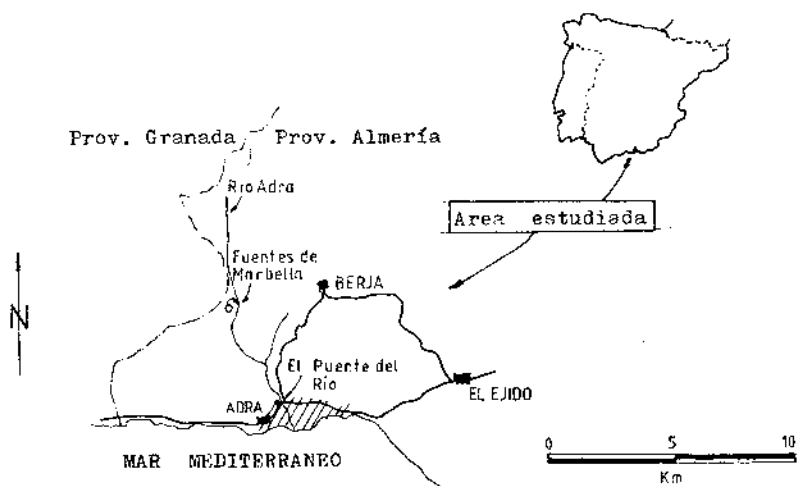 Prov. Granada Prov. Almería
Río Adra
Area estudiada
Fuentes de
Marbella
N
BERJA
El Puente del
Río
EL EJIDO
ADRA
MAR MEDITERRANEO
0 5 10
Km